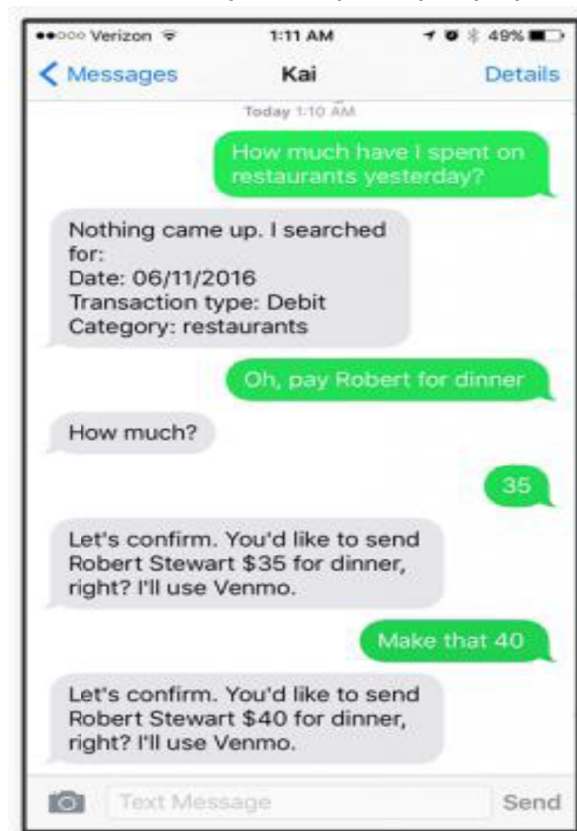 Verizon 1:11 AM 49%
Messages Kai Details
Today 1:10 AM
How much have I spent on
restaurants yesterday?
Nothing came up. I searched
for:
Date: 06/11/2016
Transaction type: Debit
Category: restaurants
Oh, pay Robert for dinner
How much?
35
Let's confirm. You'd like to send
Robert Stewart $35 for dinner,
right? I'll use Venmo.
Make that 40
Let's confirm. You'd like to send
Robert Stewart $40 for dinner,
right? I'll use Venmo.
Text Message Send